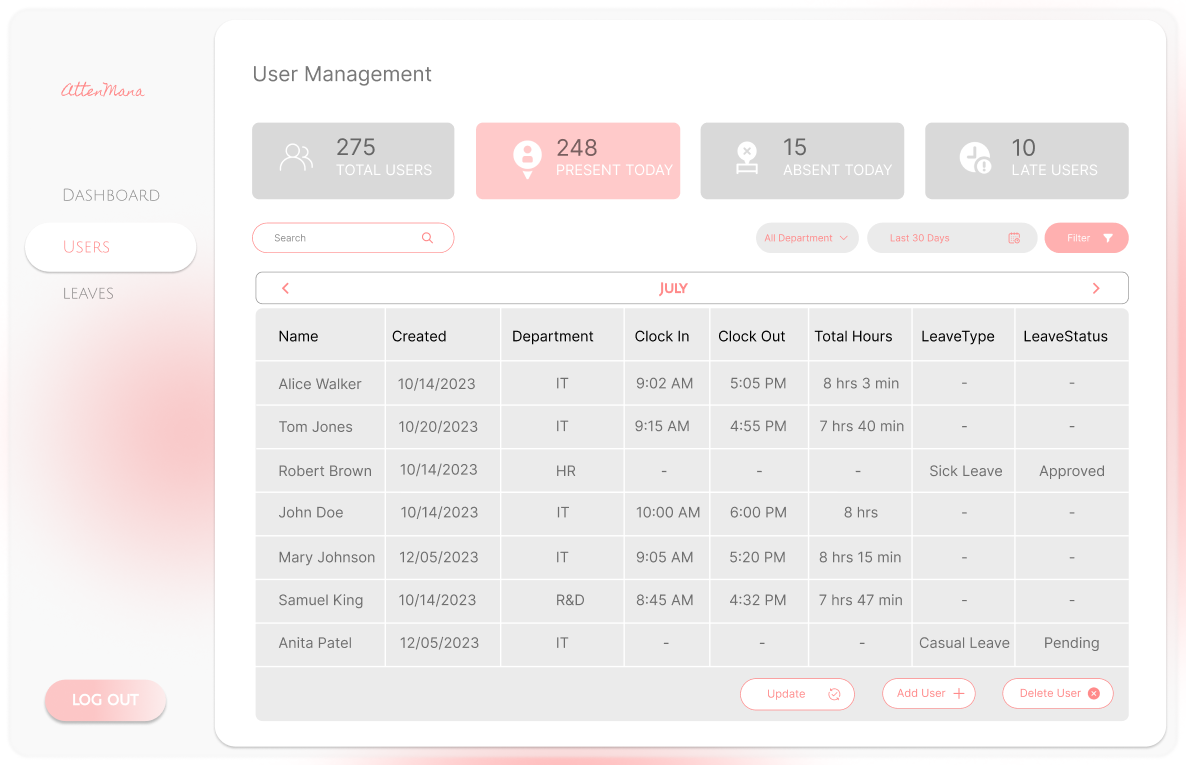 AttenMana
DASHBOARD
USERS
LEAVES
LOG OUT
User Management
275
TOTAL USERS
248
PRESENT TODAY
15
ABSENT TODAY
10
LATE USERS
Search
All Department
Last 30 Days
Filter
JULY
Name Created Department Clock In Clock Out Total Hours LeaveType LeaveStatus
Alice Walker 10/14/2023 IT 9:02 AM 5:05 PM 8 hrs 3 min - -
Tom Jones 10/20/2023 IT 9:15 AM 4:55 PM 7 hrs 40 min - -
Robert Brown 10/14/2023 HR - - - Sick Leave Approved
John Doe 10/14/2023 IT 10:00 AM 6:00 PM 8 hrs - -
Mary Johnson 12/05/2023 IT 9:05 AM 5:20 PM 8 hrs 15 min - -
Samuel King 10/14/2023 R&D 8:45 AM 4:32 PM 7 hrs 47 min - -
Anita Patel 12/05/2023 IT - - - Casual Leave Pending
Update
Add User
Delete User